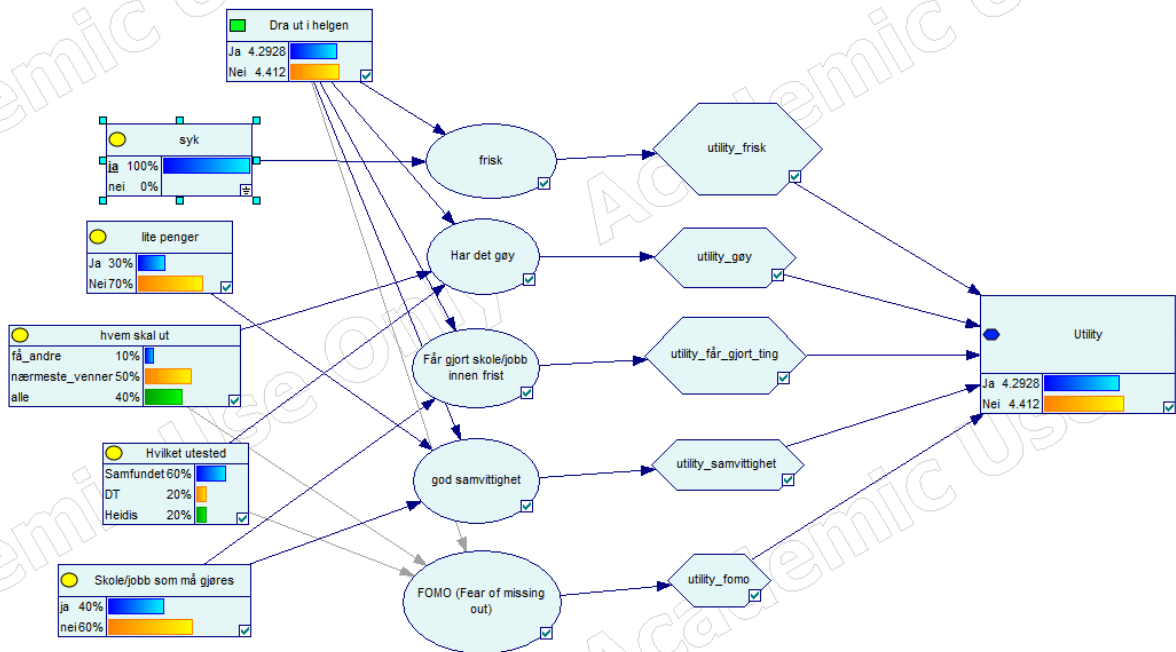 Dra ut i helgen
Ja 4.2928
Nei 4.412
syk
ja 100%
nei 0%
frisk
utility_frisk
lite penger
Ja 30%
Nei 70%
Har det gøy
utility_gøy
hvem skal ut
få_andre 10%
nærmeste_venner 50%
alle 40%
Får gjort skole/jobb
innen frist
utility_får_gjort_ting
Utility
Ja 4.2928
Nei 4.412
Hvilket utested
Samfundet 60%
DT 20%
Heidis 20%
god samvittighet
utility_samvittighet
Skole/jobb som må gjøres
ja 40%
nei 60%
FOMO (Fear of missing
out)
utility_fomo
Academic Use Only